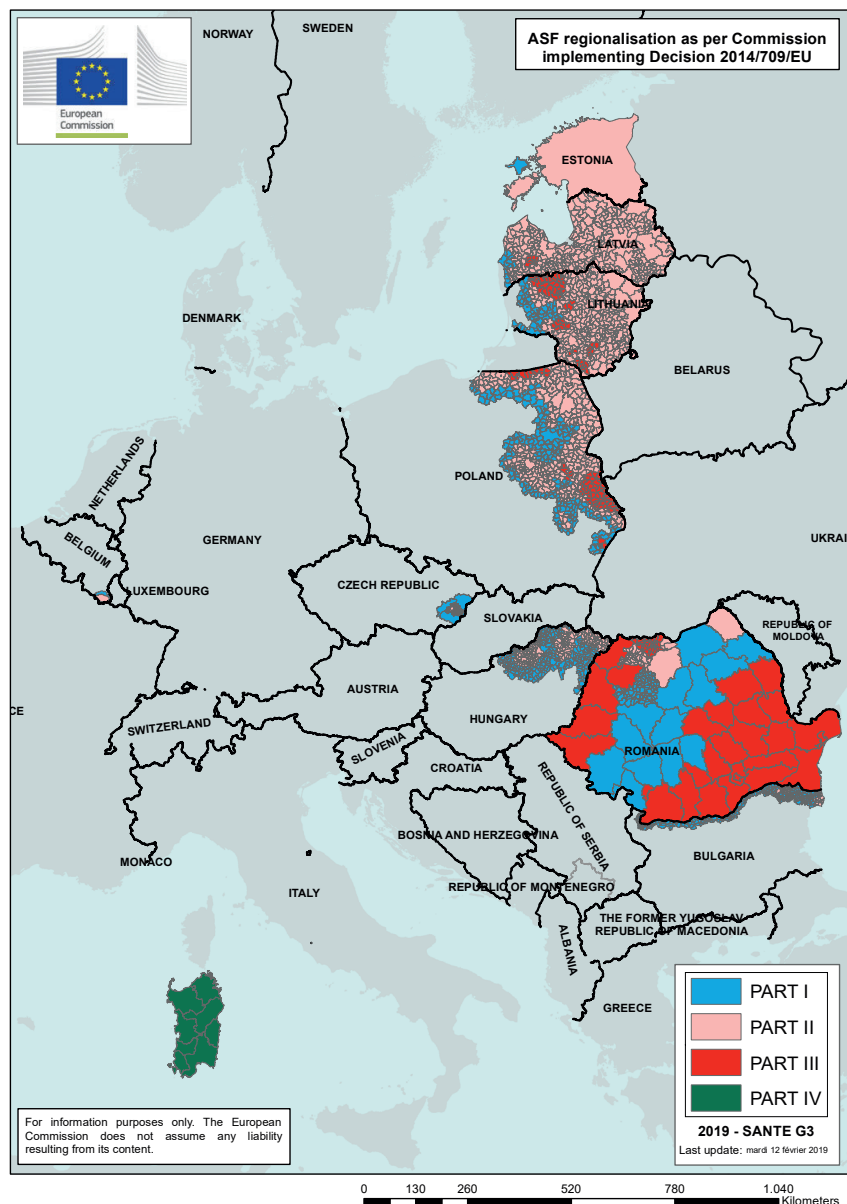 NORWAY
SWEDEN
ASF regionalisation as per Commission
implementing Decision 2014/709/EU
European
Commission
ESTONIA
LATVIA
LITHUANIA
DENMARK
BELARUS
NETHERLANDS
POLAND
BELGIUM
GERMANY
UKRAI
LUXEMBOURG
CZECH REPUBLIC
SLOVAKIA
REPUBLIC OF
MOLDOVA
AUSTRIA
CE
SWITZERLAND
HUNGARY
SLOVENIA
ROMANIA
CROATIA
REPUBLIC OF SERBIA
BOSNIA AND HERZEGOVINA
MONACO
BULGARIA
ITALY
REPUBLIC OF MONTENEGRO
THE FORMER YUGOSLAV
REPUBLIC OF MACEDONIA
ALBANIA
GREECE
PART I
PART II
PART III
PART IV
2019 - SANTE G3
Last update: mardi 12 février 2019
For information purposes only. The European
Commission does not assume any liability
resulting from its content.
0 130 260 520 780 1.040
Kilometers